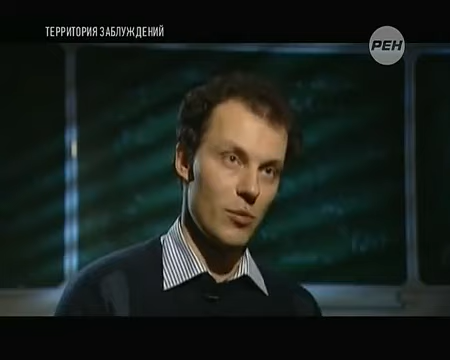 ТЕРРИТОРИЯ ЗАБЛУЖДЕНИЙ
РЕН